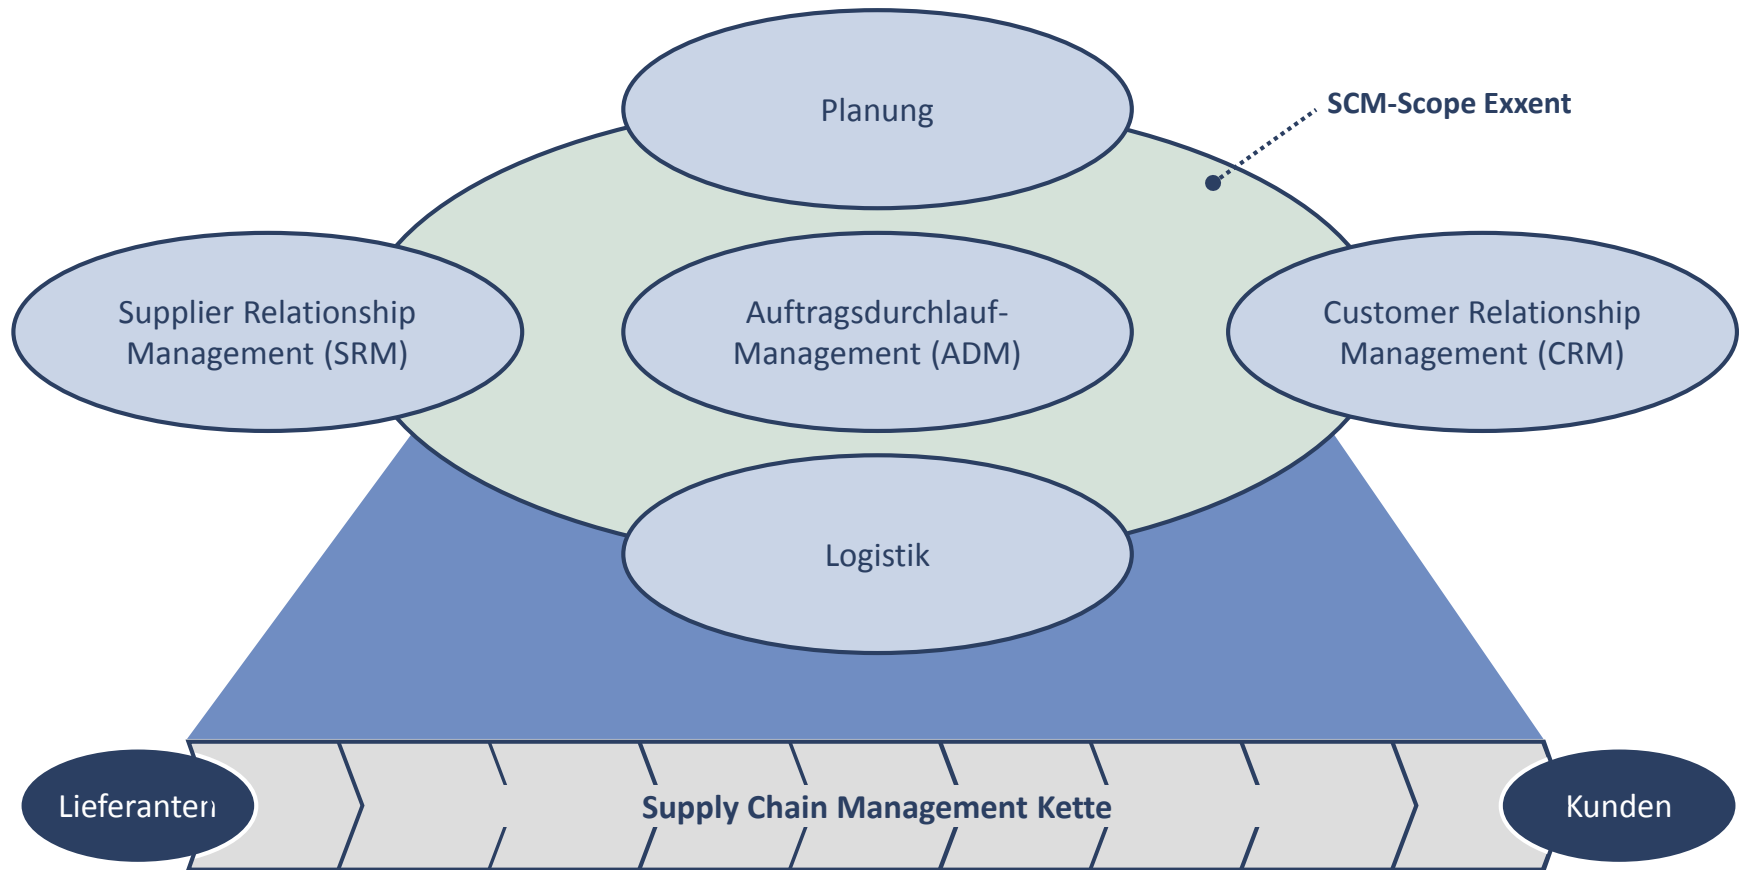 Planung
SCM-Scope Exxent
Supplier Relationship
Management (SRM)
Auftragsdurchlauf-
Management (ADM)
Customer Relationship
Management (CRM)
Logistik
Lieferanten
Supply Chain Management Kette
Kunden